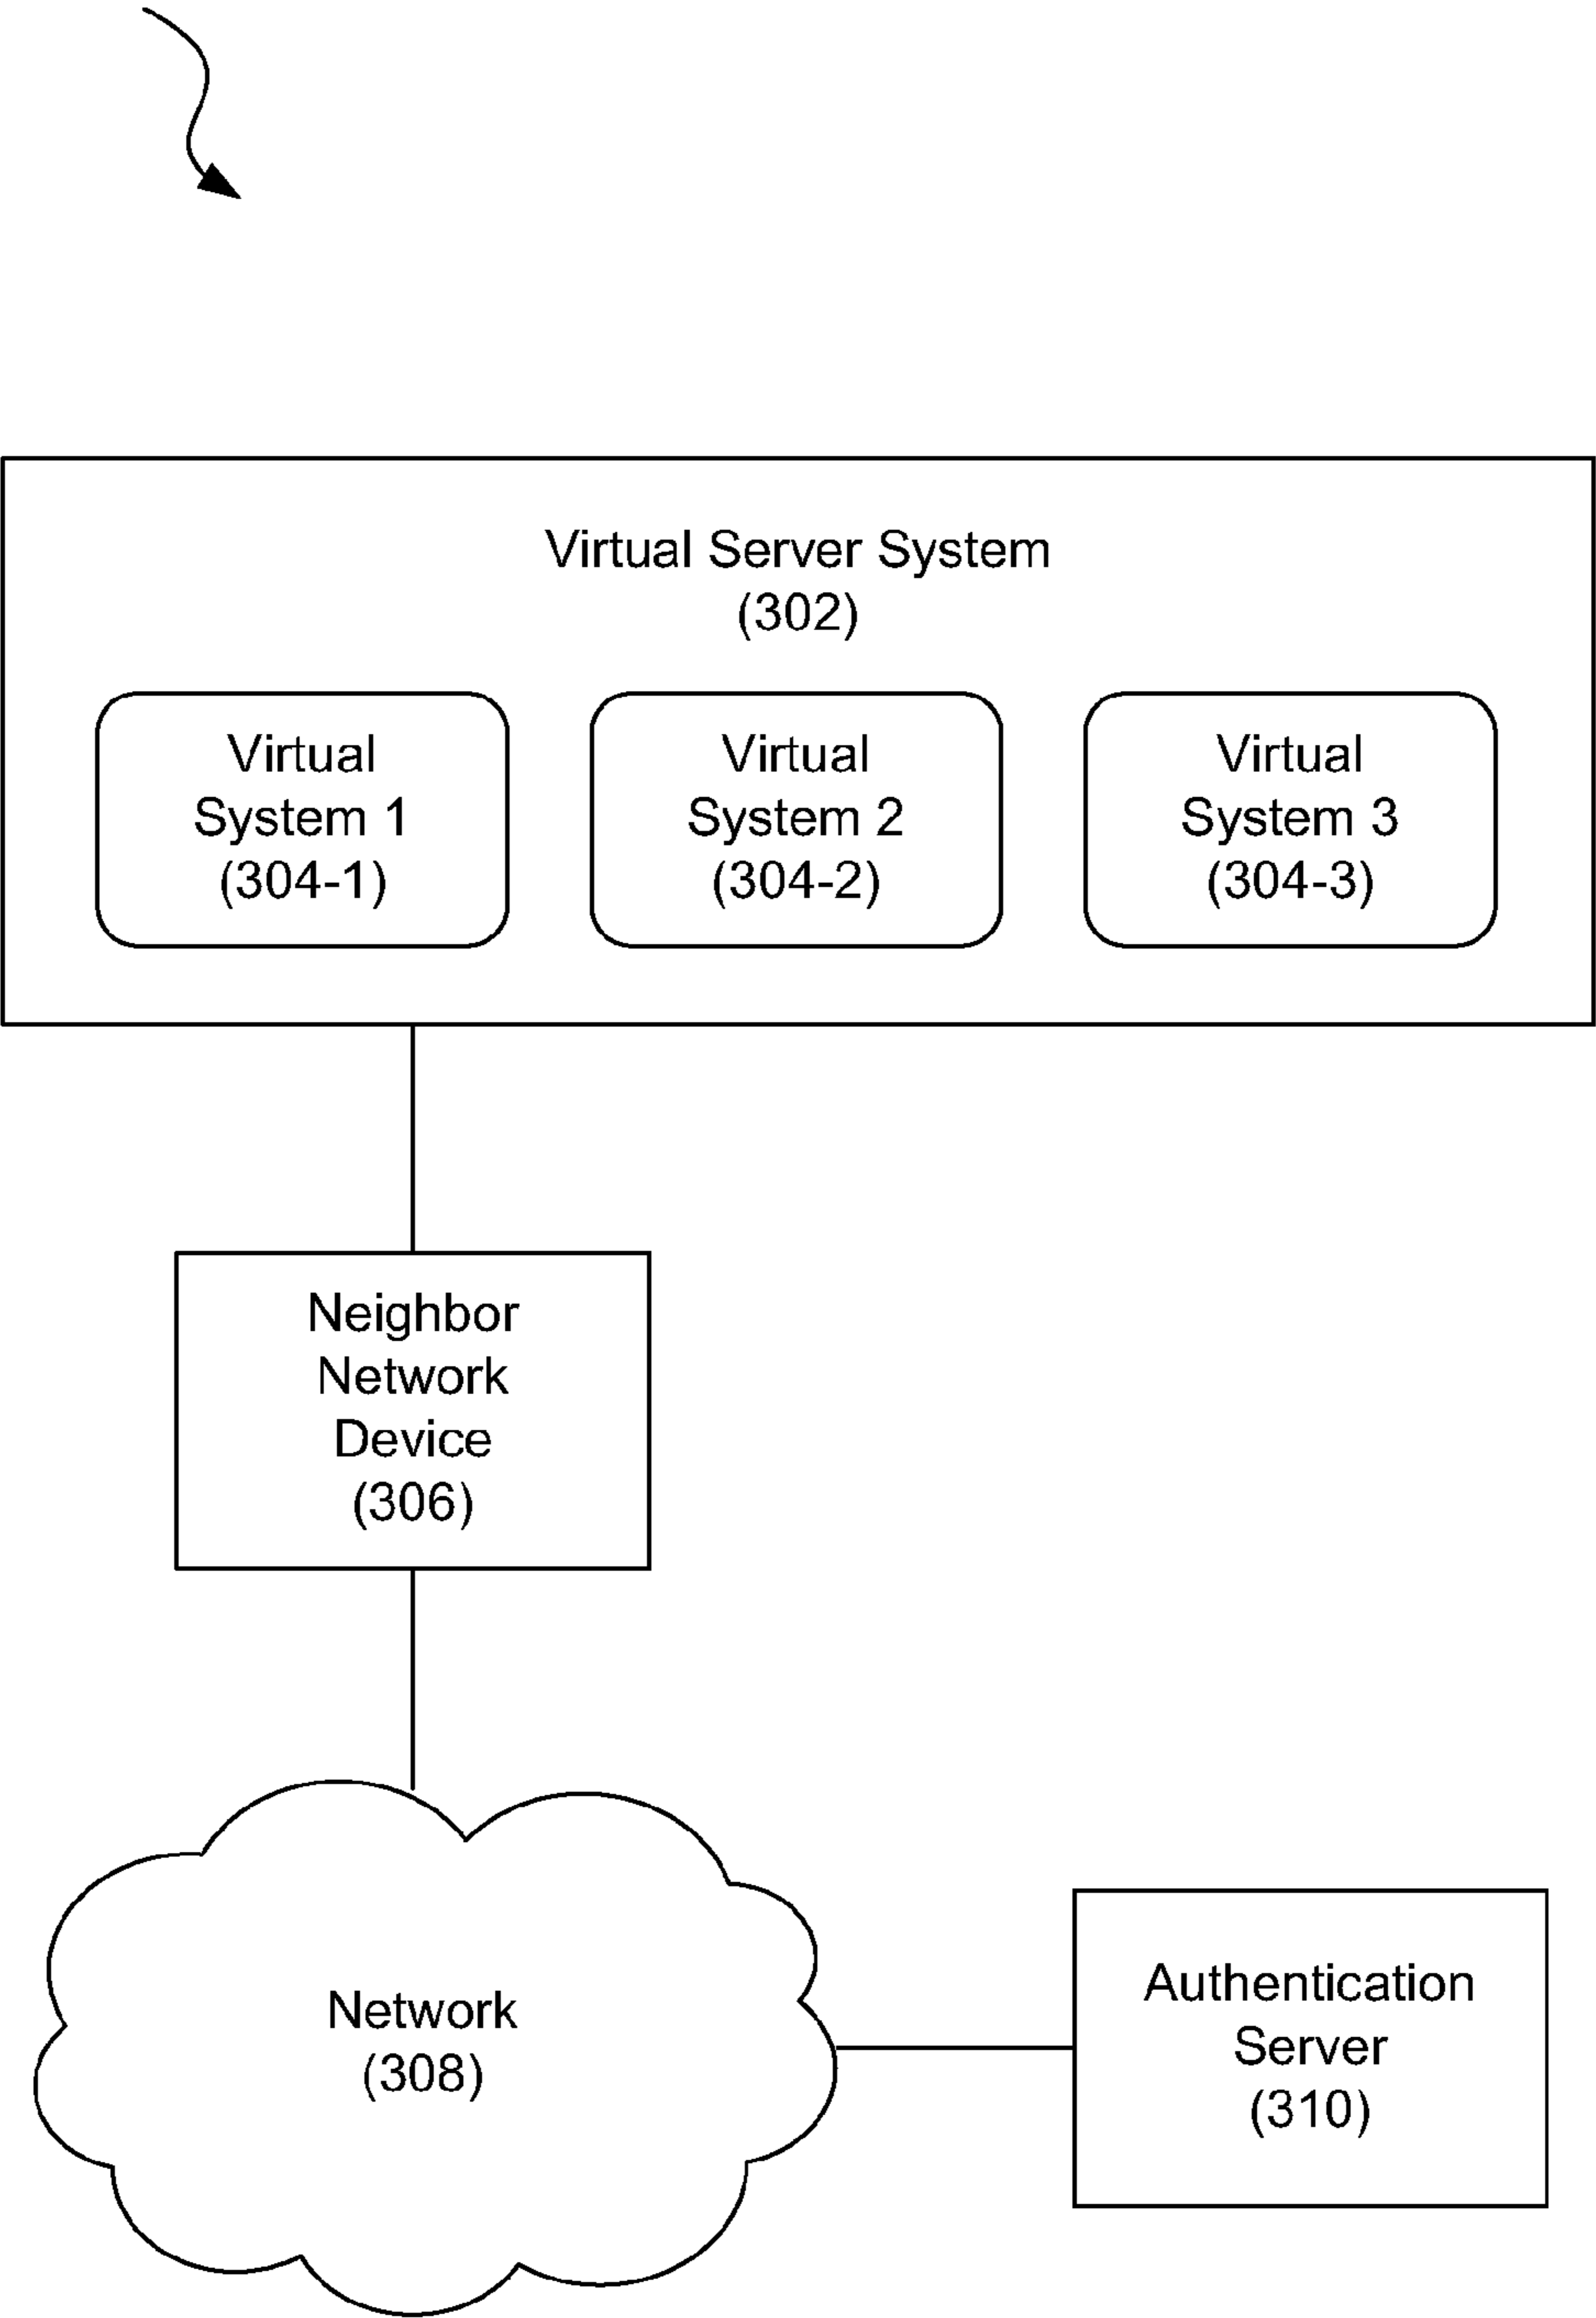 Virtual Server System
(302)
Virtual
System 1
(304-1)
Virtual
System 2
(304-2)
Virtual
System 3
(304-3)
Neighbor
Network
Device
(306)
Network
(308)
Authentication
Server
(310)